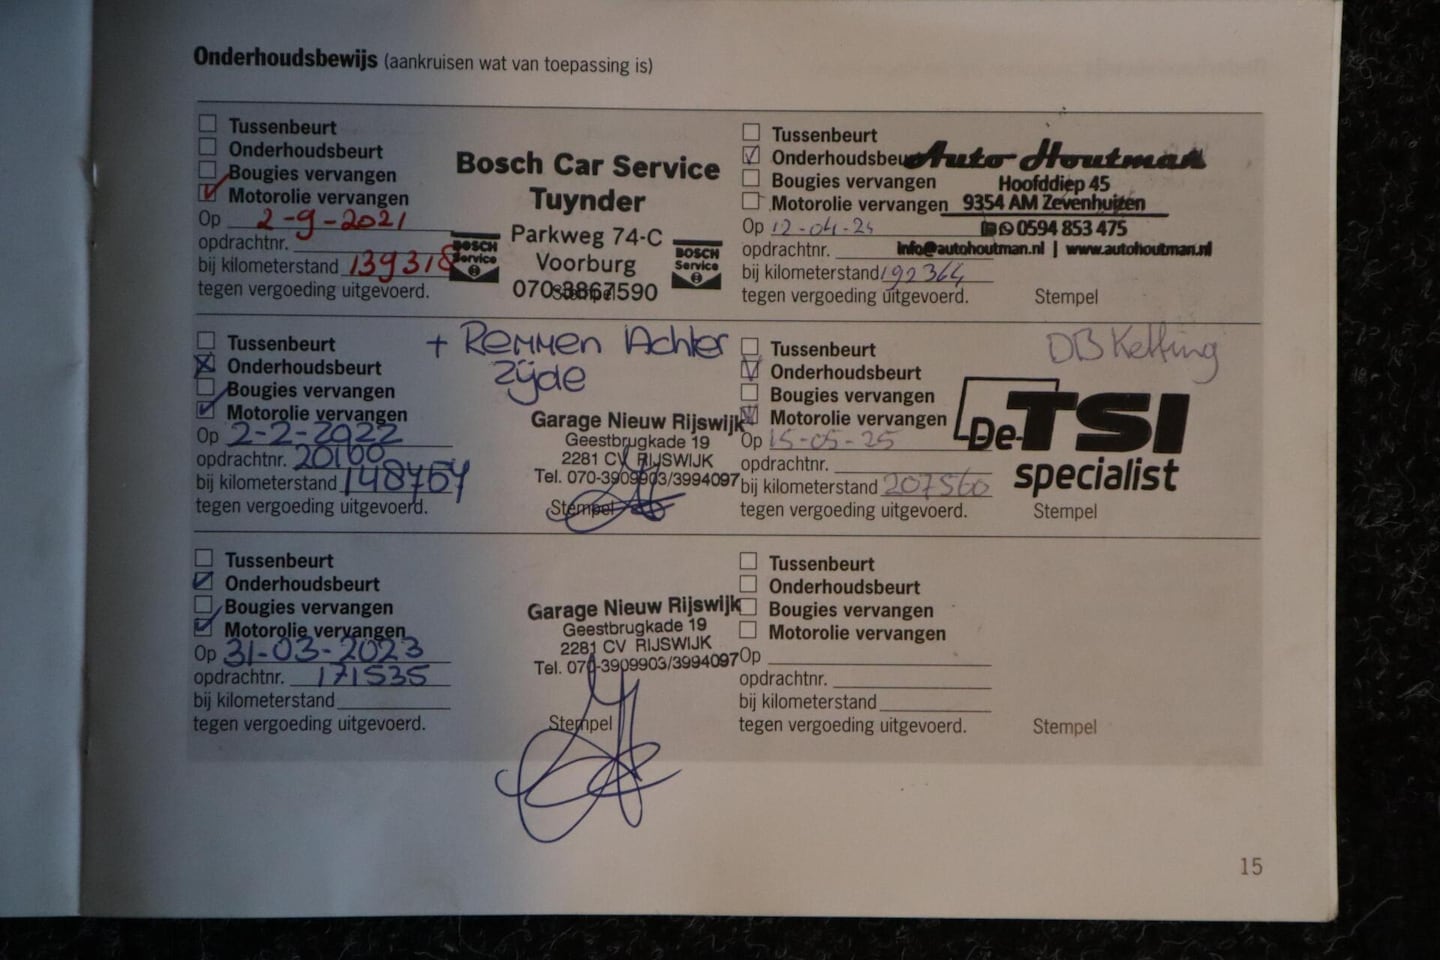 Onderhoudsbewijs (aankruisen wat van toepassing is)
Tussenbeurt
Onderhoudsbeurt
Bougies vervangen
Motorolie vervangen
Op 2-9-2021
opdrachtnr.
bij kilometerstand 139318
tegen vergoeding uitgevoerd.
Bosch Car Service
Tuynder
Parkweg 74-C
Voorburg
070-3867590
BOSCH
Service
BOSCH
Service
Stempel
Tussenbeurt
Onderhoudsbeurt
Bougies vervangen
Motorolie vervangen
Op 12-04-24
opdrachtnr.
bij kilometerstand 192364
tegen vergoeding uitgevoerd.
Auto Houtman
Hoofddiep 45
9354 AM Zevenhuizen
0594 853 475
info@autohoutman.nl | www.autohoutman.nl
Stempel
Tussenbeurt
Onderhoudsbeurt
Bougies vervangen
Motorolie vervangen
Op 2-2-2022
opdrachtnr. 20100
bij kilometerstand 148764
tegen vergoeding uitgevoerd.
+ Remmen Achter
Zijde
Garage Nieuw Rijswijk
Geestbrugkade 19
2281 CV RIJSWIJK
Tel. 070-3909903/3994097
Stempel
Tussenbeurt
Onderhoudsbeurt
Bougies vervangen
Motorolie vervangen
Op 15-05-25
opdrachtnr.
bij kilometerstand 207560
tegen vergoeding uitgevoerd.
DB Ketting
De TSI
specialist
Stempel
Tussenbeurt
Onderhoudsbeurt
Bougies vervangen
Motorolie vervangen
Op 31-03-2023
opdrachtnr. 171535
bij kilometerstand
tegen vergoeding uitgevoerd.
Garage Nieuw Rijswijk
Geestbrugkade 19
2281 CV RIJSWIJK
Tel. 070-3909903/3994097
Stempel
Tussenbeurt
Onderhoudsbeurt
Bougies vervangen
Motorolie vervangen
Op
opdrachtnr.
bij kilometerstand
tegen vergoeding uitgevoerd.
Stempel
15